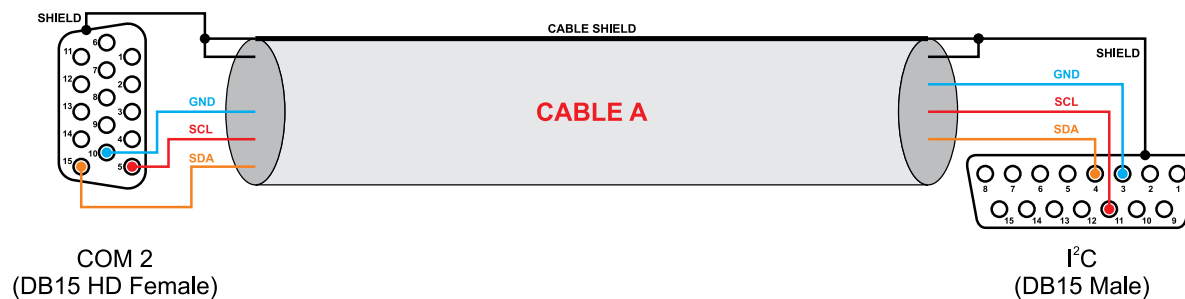 SHIELD
CABLE SHIELD
6
11
1
7
12
2
8
13
3
9
14
4
10
15
5
GND
SCL
SDA
CABLE A
SHIELD
GND
SCL
SDA
8 7 6 5 4 3 2 1
15 14 13 12 11 10 9
COM 2
(DB15 HD Female)
I²C
(DB15 Male)